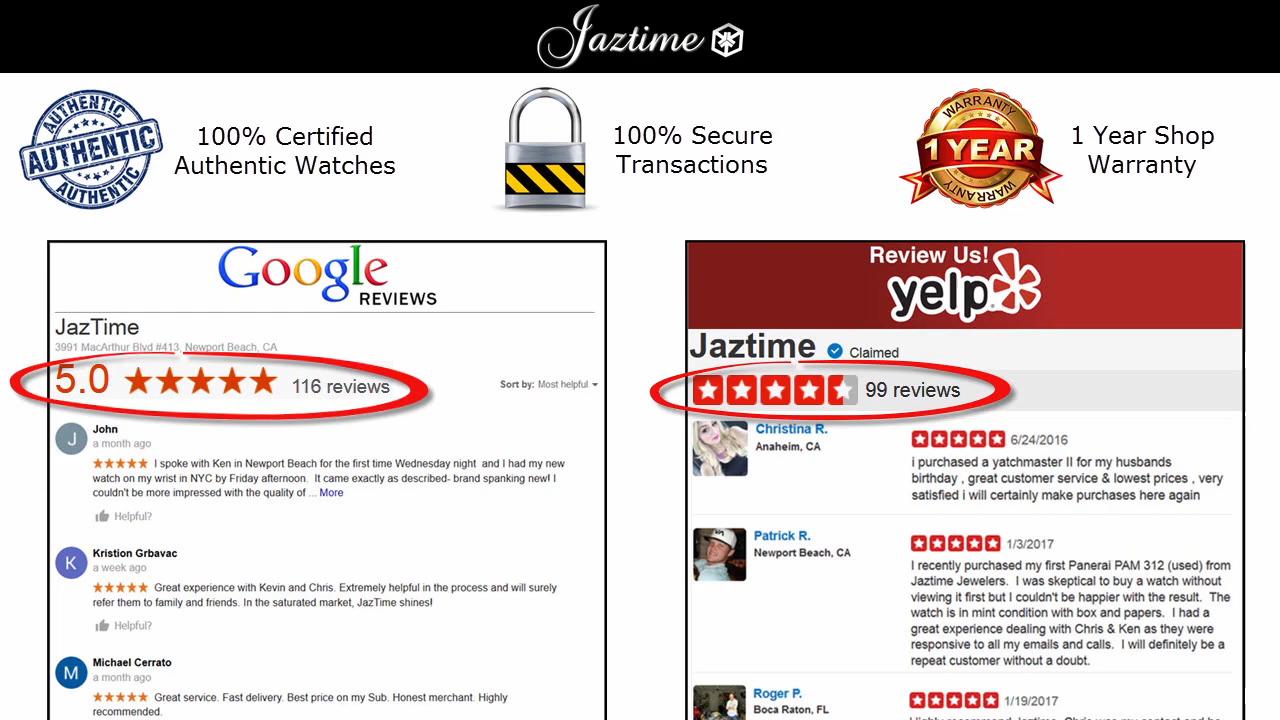 Jaztime
AUTHENTIC
AUTHENTIC
AUTHENTIC
100% Certified
Authentic Watches
100% Secure
Transactions
WARRANTY
1 YEAR
WARRANTY
1 Year Shop
Warranty
Google
REVIEWS
JazTime
3991 MacArthur Blvd #413, Newport Beach, CA
5.0 116 reviews
Sort by: Most helpful
J
John
a month ago
I spoke with Ken in Newport Beach for the first time Wednesday night and I had my new
watch on my wrist in NYC by Friday afternoon. It came exactly as described- brand spanking new! I
couldn't be more impressed with the quality of ... More
Helpful?
K
Kristion Grbavac
a week ago
Great experience with Kevin and Chris. Extremely helpful in the process and will surely
refer them to family and friends. In the saturated market, JazTime shines!
Helpful?
M
Michael Cerrato
a month ago
Great service. Fast delivery. Best price on my Sub. Honest merchant. Highly
recommended.
Review Us!
yelp
Jaztime Claimed
99 reviews
Christina R.
Anaheim, CA
6/24/2016
i purchased a yatchmaster II for my husbands
birthday , great customer service & lowest prices , very
satisfied i will certainly make purchases here again
Patrick R.
Newport Beach, CA
1/3/2017
I recently purchased my first Panerai PAM 312 (used) from
Jaztime Jewelers. I was skeptical to buy a watch without
viewing it first but I couldn't be happier with the result. The
watch is in mint condition with box and papers. I had a
great experience dealing with Chris & Ken as they were
responsive to all my emails and calls. I will definitely be a
repeat customer without a doubt.
Roger P.
Boca Raton, FL
1/19/2017